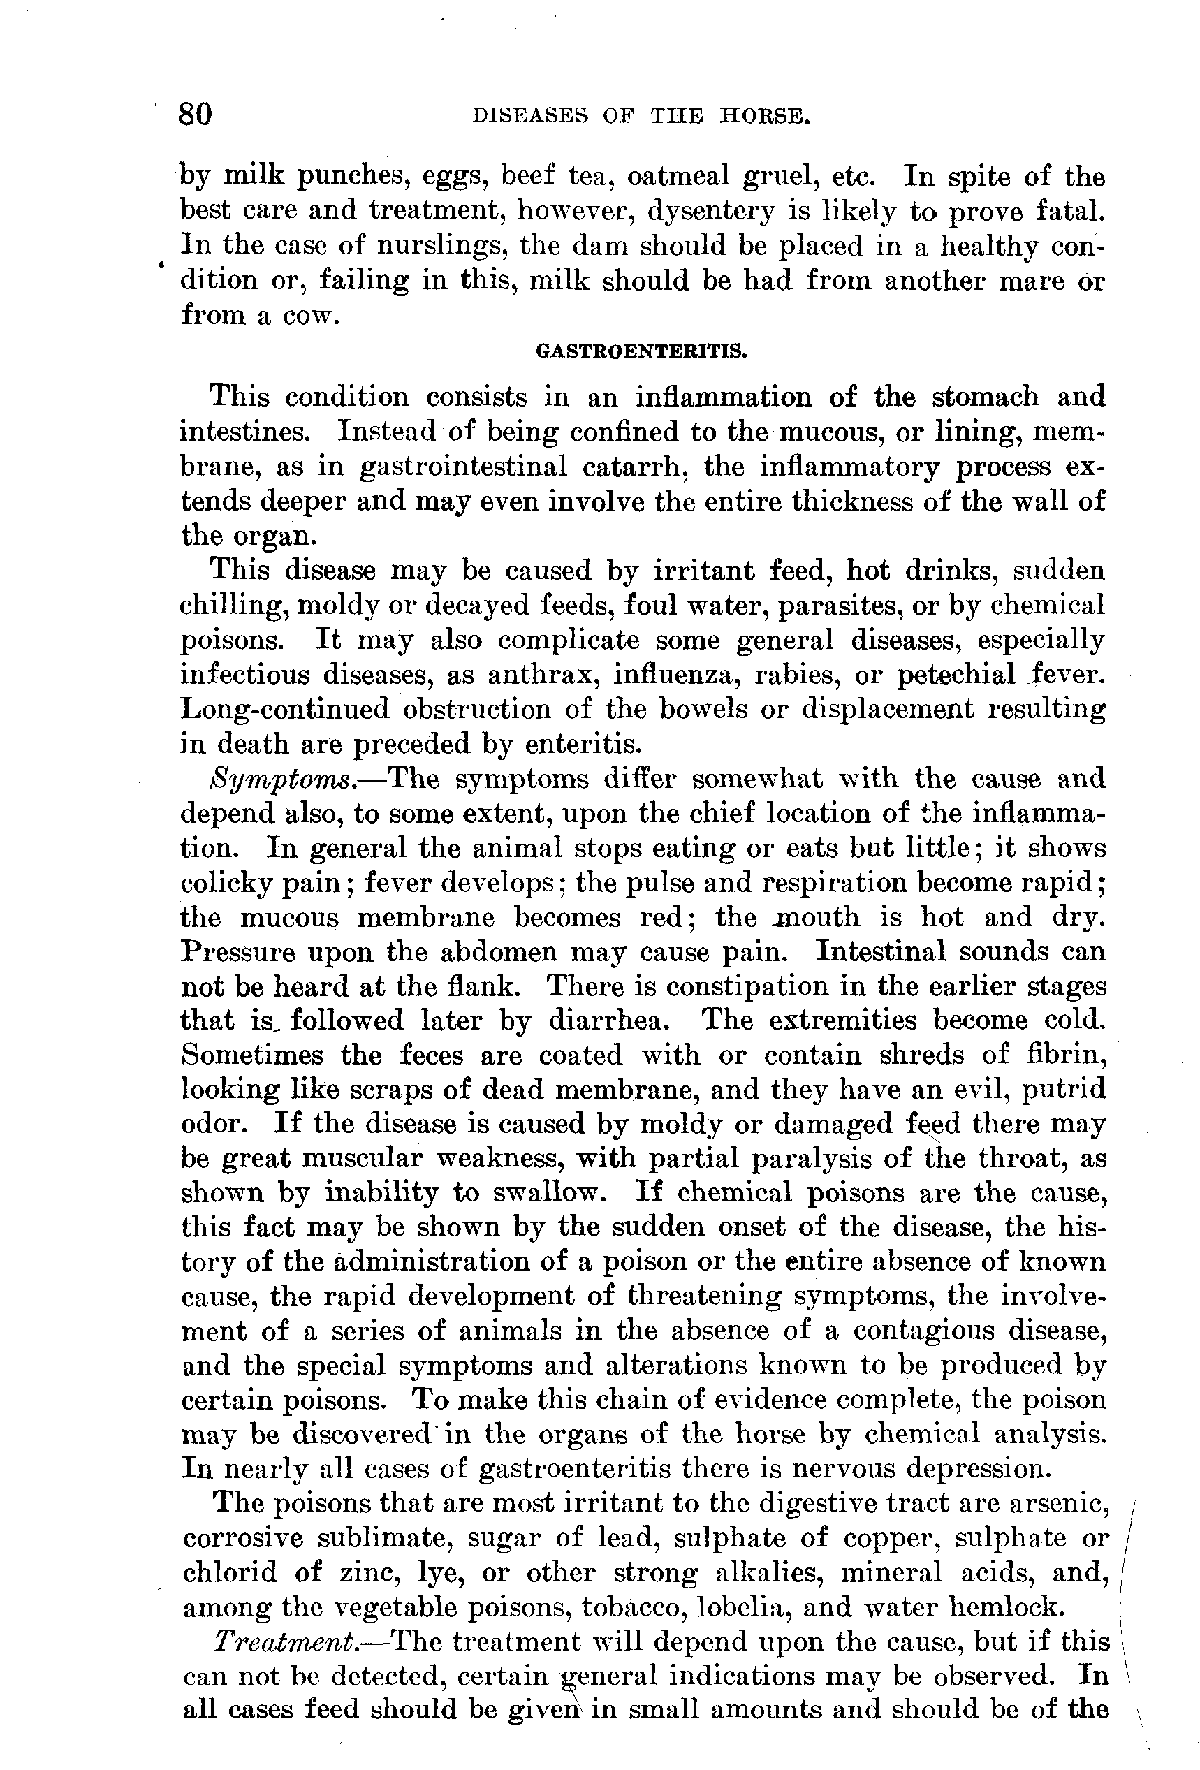 80 DISEASES OF THE HORSE.
by milk punches, eggs, beef tea, oatmeal gruel, etc. In spite of the
best care and treatment, however, dysentery is likely to prove fatal.
In the case of nurslings, the dam should be placed in a healthy con-
dition or, failing in this, milk should be had from another mare or
from a cow.
GASTROENTERITIS.
This condition consists in an inflammation of the stomach and
intestines. Instead of being confined to the mucous, or lining, mem-
brane, as in gastrointestinal catarrh, the inflammatory process ex-
tends deeper and may even involve the entire thickness of the wall of
the organ.
This disease may be caused by irritant feed, hot drinks, sudden
chilling, moldy or decayed feeds, foul water, parasites, or by chemical
poisons. It may also complicate some general diseases, especially
infectious diseases, as anthrax, influenza, rabies, or petechial fever.
Long-continued obstruction of the bowels or displacement resulting
in death are preceded by enteritis.
Symptoms.—The symptoms differ somewhat with the cause and
depend also, to some extent, upon the chief location of the inflamma-
tion. In general the animal stops eating or eats but little; it shows
colicky pain; fever develops; the pulse and respiration become rapid;
the mucous membrane becomes red; the mouth is hot and dry.
Pressure upon the abdomen may cause pain. Intestinal sounds can
not be heard at the flank. There is constipation in the earlier stages
that is followed later by diarrhea. The extremities become cold.
Sometimes the feces are coated with or contain shreds of fibrin,
looking like scraps of dead membrane, and they have an evil, putrid
odor. If the disease is caused by moldy or damaged feed there may
be great muscular weakness, with partial paralysis of the throat, as
shown by inability to swallow. If chemical poisons are the cause,
this fact may be shown by the sudden onset of the disease, the his-
tory of the administration of a poison or the entire absence of known
cause, the rapid development of threatening symptoms, the involve-
ment of a series of animals in the absence of a contagious disease,
and the special symptoms and alterations known to be produced by
certain poisons. To make this chain of evidence complete, the poison
may be discovered in the organs of the horse by chemical analysis.
In nearly all cases of gastroenteritis there is nervous depression.
The poisons that are most irritant to the digestive tract are arsenic,
corrosive sublimate, sugar of lead, sulphate of copper, sulphate or
chlorid of zinc, lye, or other strong alkalies, mineral acids, and,
among the vegetable poisons, tobacco, lobelia, and water hemlock.
Treatment.—The treatment will depend upon the cause, but if this
can not be detected, certain general indications may be observed. In
all cases feed should be given in small amounts and should be of the